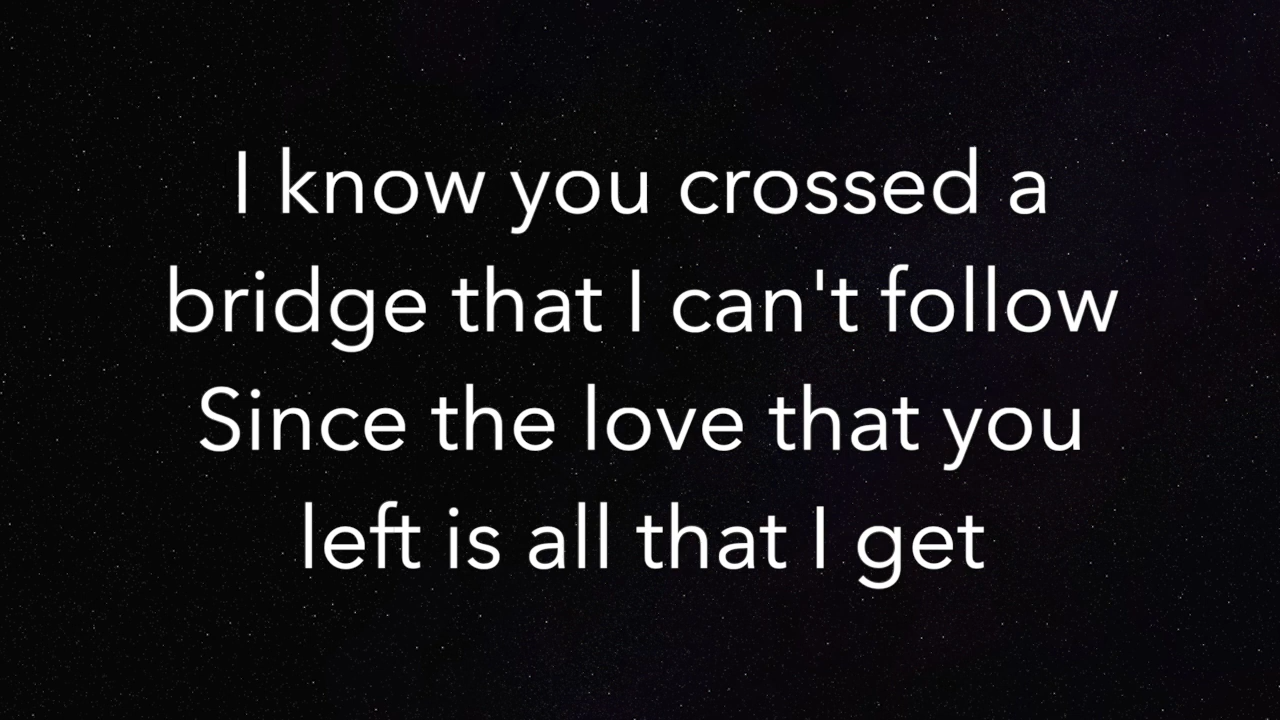 I know you crossed a
bridge that I can't follow
Since the love that you
left is all that I get